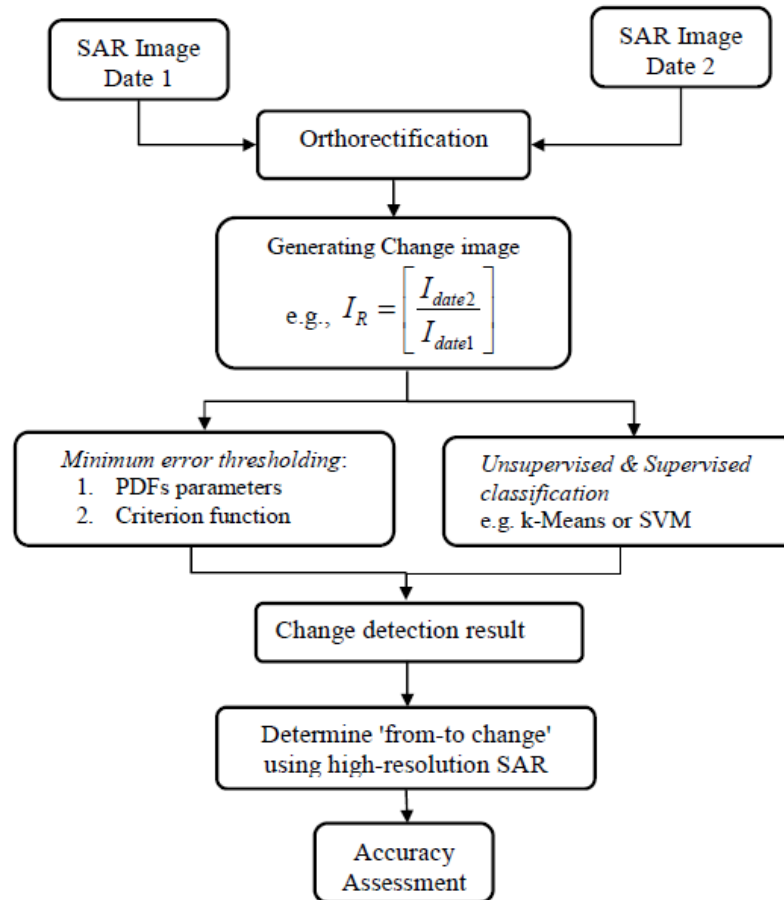 SAR Image
Date 1
SAR Image
Date 2
Orthorectification
Generating Change image
e.g., I_R = [ I_date2 / I_date1 ]
Minimum error thresholding:
1. PDFs parameters
2. Criterion function
Unsupervised & Supervised
classification
e.g. k-Means or SVM
Change detection result
Determine 'from-to change'
using high-resolution SAR
Accuracy
Assessment